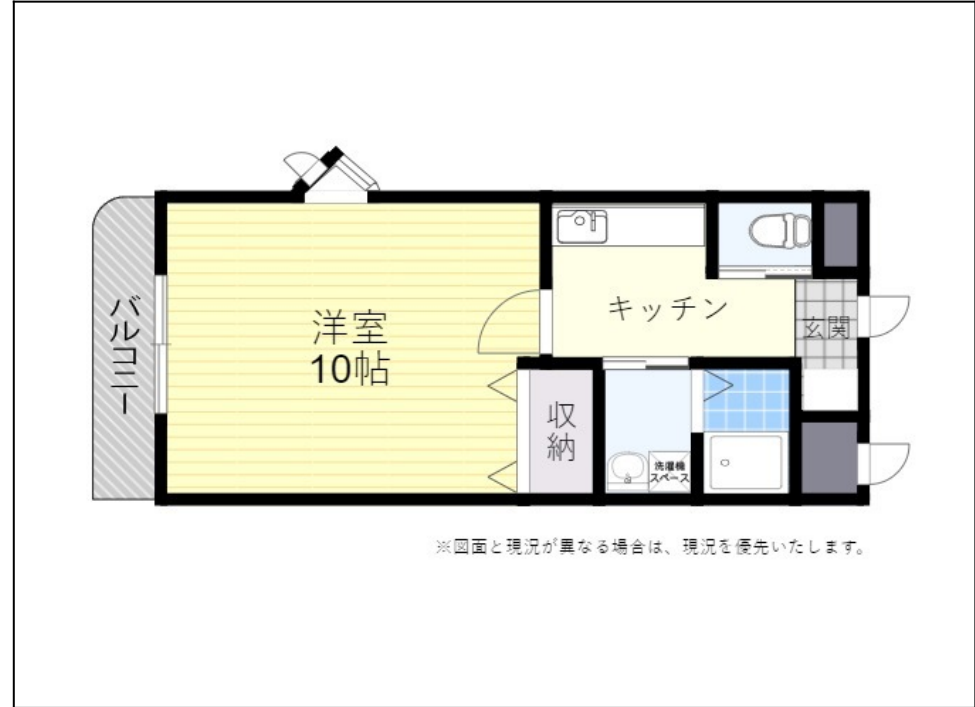 バルコニー
洋室
10帖
キッチン
玄関
収納
洗濯機
スペース
※図面と現況が異なる場合は、現況を優先いたします。